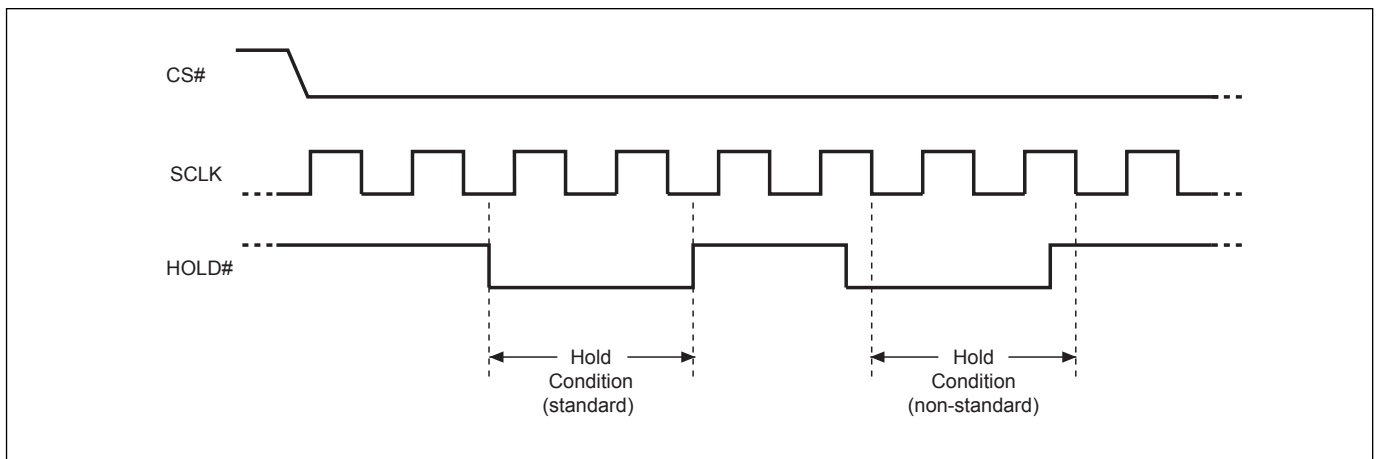 CS#
SCLK
HOLD#
Hold
Condition
(standard)
Hold
Condition
(non-standard)